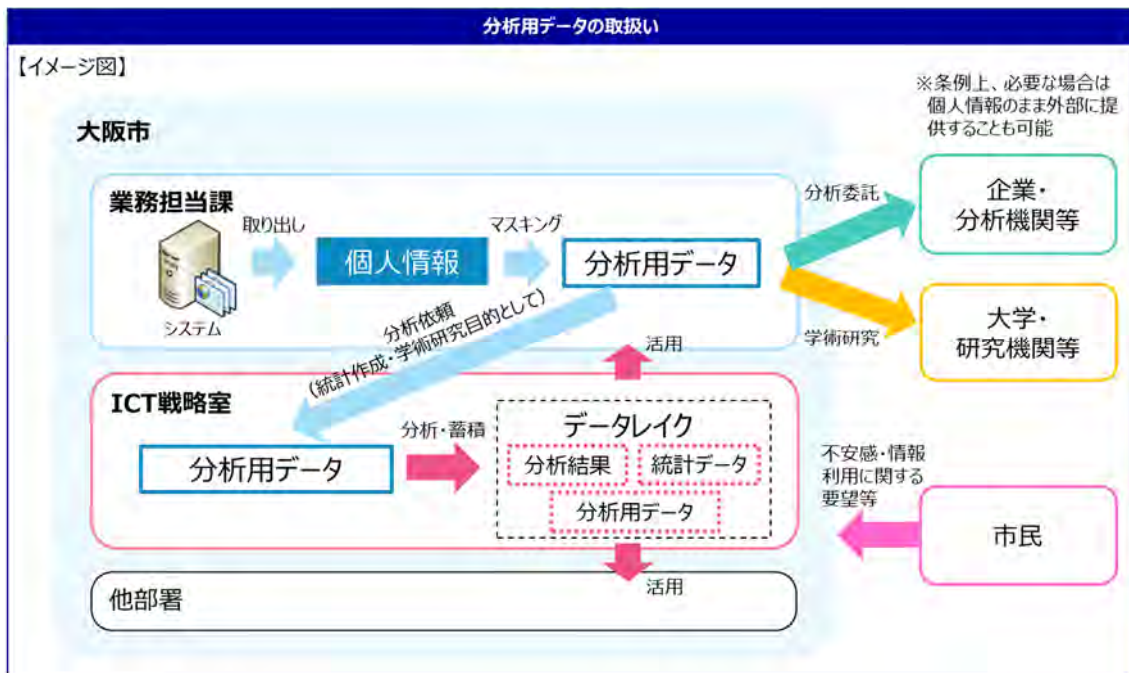 分析用データの取扱い
【イメージ図】
※条例上、必要な場合は
個人情報のまま外部に提
供することも可能
大阪市
業務担当課
取り出し
マスキング
システム
個人情報
分析用データ
分析委託
企業・
分析機関等
学術研究
大学・
研究機関等
分析依頼
（統計作成・学術研究目的として）
活用
ICT戦略室
分析用データ
分析・蓄積
データレイク
分析結果
統計データ
分析用データ
不安感・情報
利用に関する
要望等
市民
活用
他部署